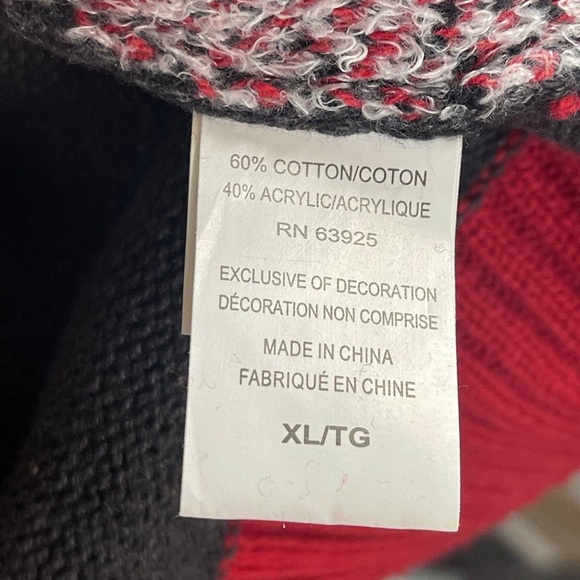 60% COTTON/COTON
40% ACRYLIC/ACRYLIQUE
RN 63925
EXCLUSIVE OF DECORATION
DÉCORATION NON COMPRISE
MADE IN CHINA
FABRIQUÉ EN CHINE
XL/TG